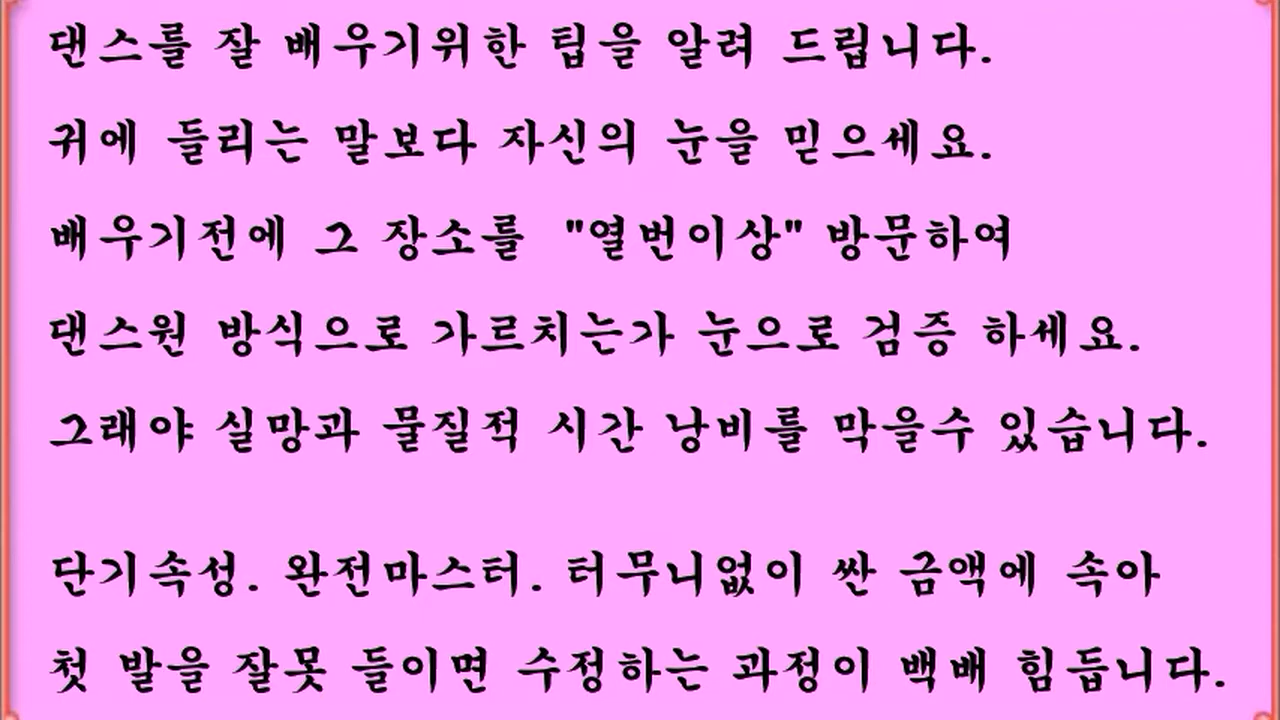 댄스를 잘 배우기위한 팁을 알려 드립니다.
귀에 들리는 말보다 자신의 눈을 믿으세요.
배우기전에 그 장소를 "열번이상" 방문하여
댄스원 방식으로 가르치는가 눈으로 검증 하세요.
그래야 실망과 물질적 시간 낭비를 막을수 있습니다.
단기속성. 완전마스터. 터무니없이 싼 금액에 속아
첫 발을 잘못 들이면 수정하는 과정이 백배 힘듭니다.